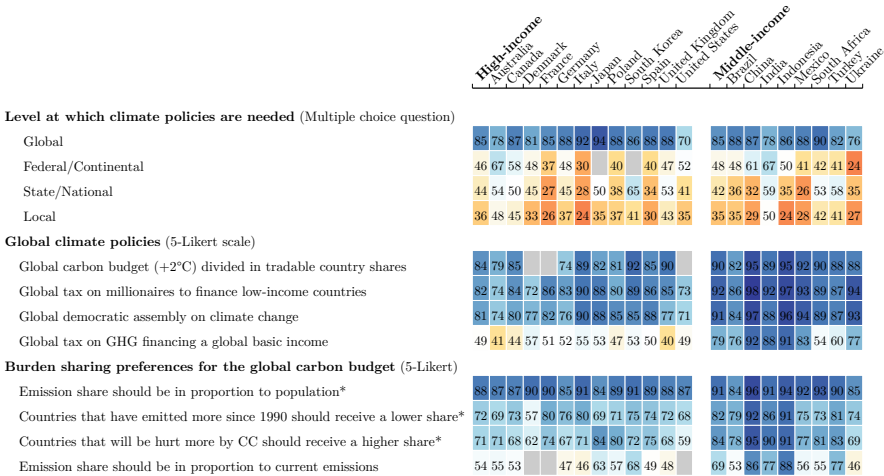 High-income Australia Canada Denmark France Germany Italy Japan Poland South Korea Spain United Kingdom United States Middle-income Brazil China India Indonesia Mexico South Africa Turkey Ukraine
Level at which climate policies are needed (Multiple choice question)
Global 85 78 87 81 85 88 92 94 88 86 88 88 70 85 88 87 78 86 88 90 82 76
Federal/Continental 46 67 58 48 37 48 30 40 40 47 52 48 48 61 67 50 41 42 41 24
State/National 44 54 50 45 27 45 28 50 38 65 34 53 41 42 36 32 59 35 26 53 58 35
Local 36 48 45 33 26 37 24 35 37 41 30 43 35 35 35 29 50 24 28 42 41 27
Global climate policies (5-Likert scale)
Global carbon budget (+2°C) divided in tradable country shares 84 79 85 74 89 82 81 92 85 90 90 82 95 89 95 92 90 88 88
Global tax on millionaires to finance low-income countries 82 74 84 72 86 83 90 88 80 89 86 85 73 92 86 98 92 97 93 89 87 94
Global democratic assembly on climate change 81 74 80 77 82 76 90 88 85 85 88 77 71 91 84 97 88 96 94 89 87 93
Global tax on GHG financing a global basic income 49 41 44 57 51 52 55 53 47 53 50 40 49 79 76 92 88 91 83 54 60 77
Burden sharing preferences for the global carbon budget (5-Likert)
Emission share should be in proportion to population* 88 87 87 90 90 85 91 84 89 91 89 88 87 91 84 96 91 94 92 93 90 85
Countries that have emitted more since 1990 should receive a lower share* 72 69 73 57 80 76 80 69 71 75 74 72 68 82 79 92 86 91 75 73 81 74
Countries that will be hurt more by CC should receive a higher share* 71 71 68 62 74 67 71 84 80 72 75 68 59 84 78 95 90 91 77 81 83 69
Emission share should be in proportion to current emissions 54 55 53 47 46 63 57 68 49 48 69 53 86 77 88 56 55 77 46